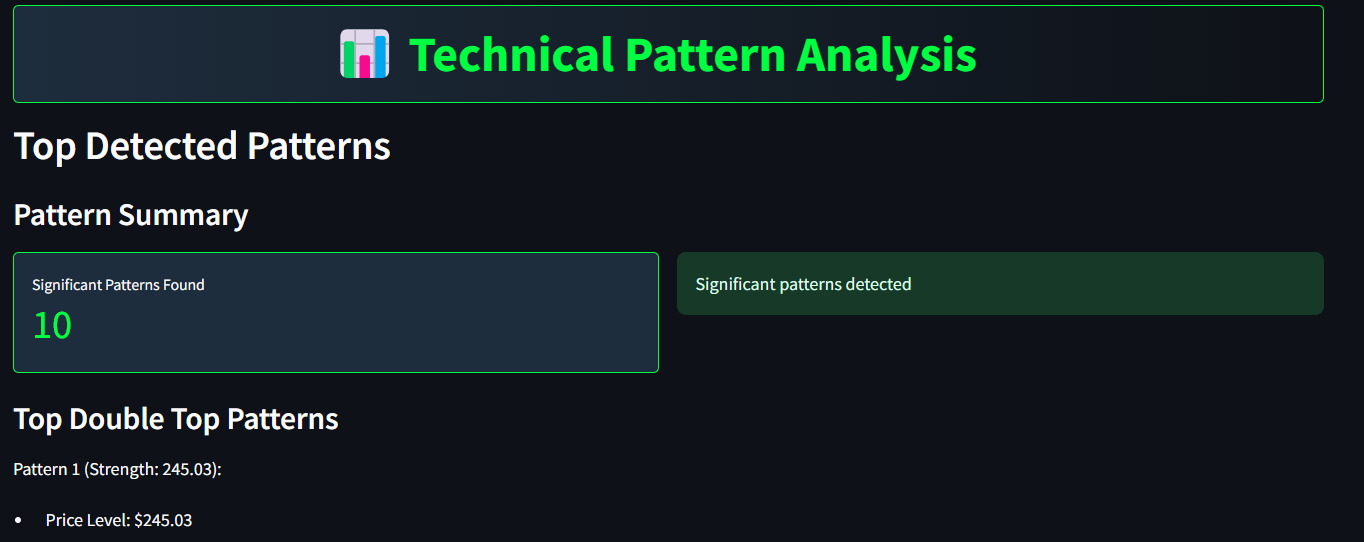 Technical Pattern Analysis
Top Detected Patterns
Pattern Summary
Significant Patterns Found
10
Significant patterns detected
Top Double Top Patterns
Pattern 1 (Strength: 245.03):
• Price Level: $245.03